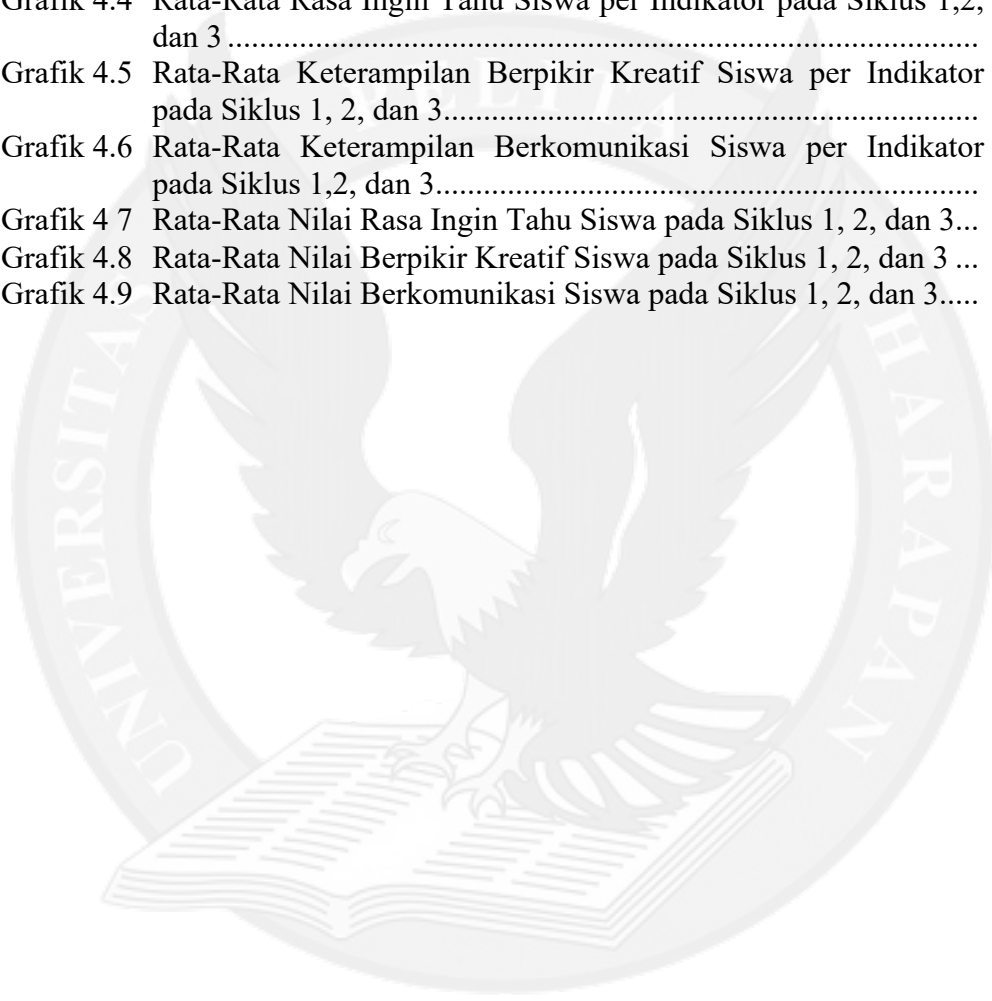 Grafik 4.4 Rata-Rata Rasa Ingin Tahu Siswa per Indikator pada Siklus 1,2,
dan 3...............................................................................
Grafik 4.5 Rata-Rata Keterampilan Berpikir Kreatif Siswa per Indikator
pada Siklus 1, 2, dan 3........................................................
Grafik 4.6 Rata-Rata Keterampilan Berkomunikasi Siswa per Indikator
pada Siklus 1,2, dan 3.........................................................
Grafik 4 7 Rata-Rata Nilai Rasa Ingin Tahu Siswa pada Siklus 1, 2, dan 3...
Grafik 4.8 Rata-Rata Nilai Berpikir Kreatif Siswa pada Siklus 1, 2, dan 3 ...
Grafik 4.9 Rata-Rata Nilai Berkomunikasi Siswa pada Siklus 1, 2, dan 3.....
UNIVERSITAS PELITA HARAPAN